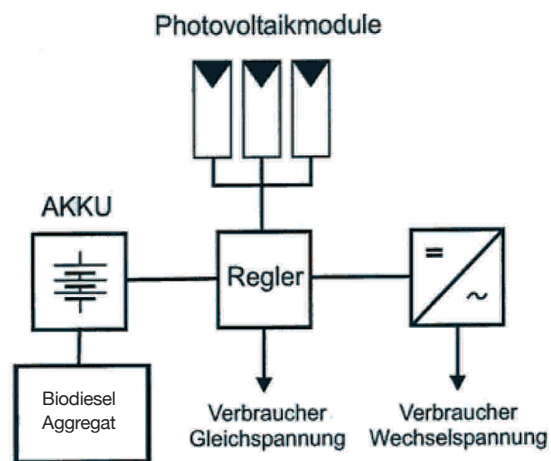 Photovoltaikmodule
AKKU
Regler
=
~
Biodiesel
Aggregat
Verbraucher
Gleichspannung
Verbraucher
Wechselspannung